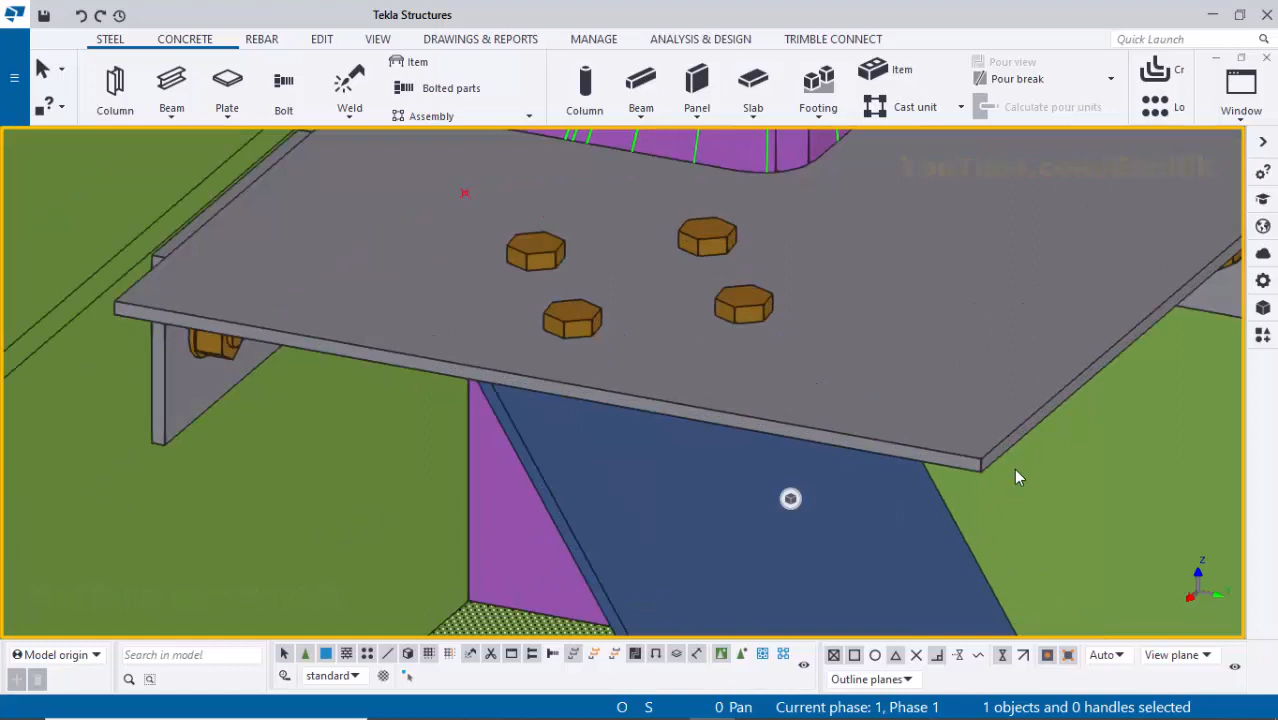 Tekla Structures
STEEL CONCRETE REBAR EDIT VIEW DRAWINGS & REPORTS MANAGE ANALYSIS & DESIGN TRIMBLE CONNECT Quick Launch
Column Beam Plate Bolt Weld Item Bolted parts Assembly Column Beam Panel Slab Footing Item Cast unit Pour view Pour break Calculate pour units Cr Lo Window
Z
Model origin Search in model
standard
Auto View plane
Outline planes
O S 0 Pan Current phase: 1, Phase 1 1 objects and 0 handles selected